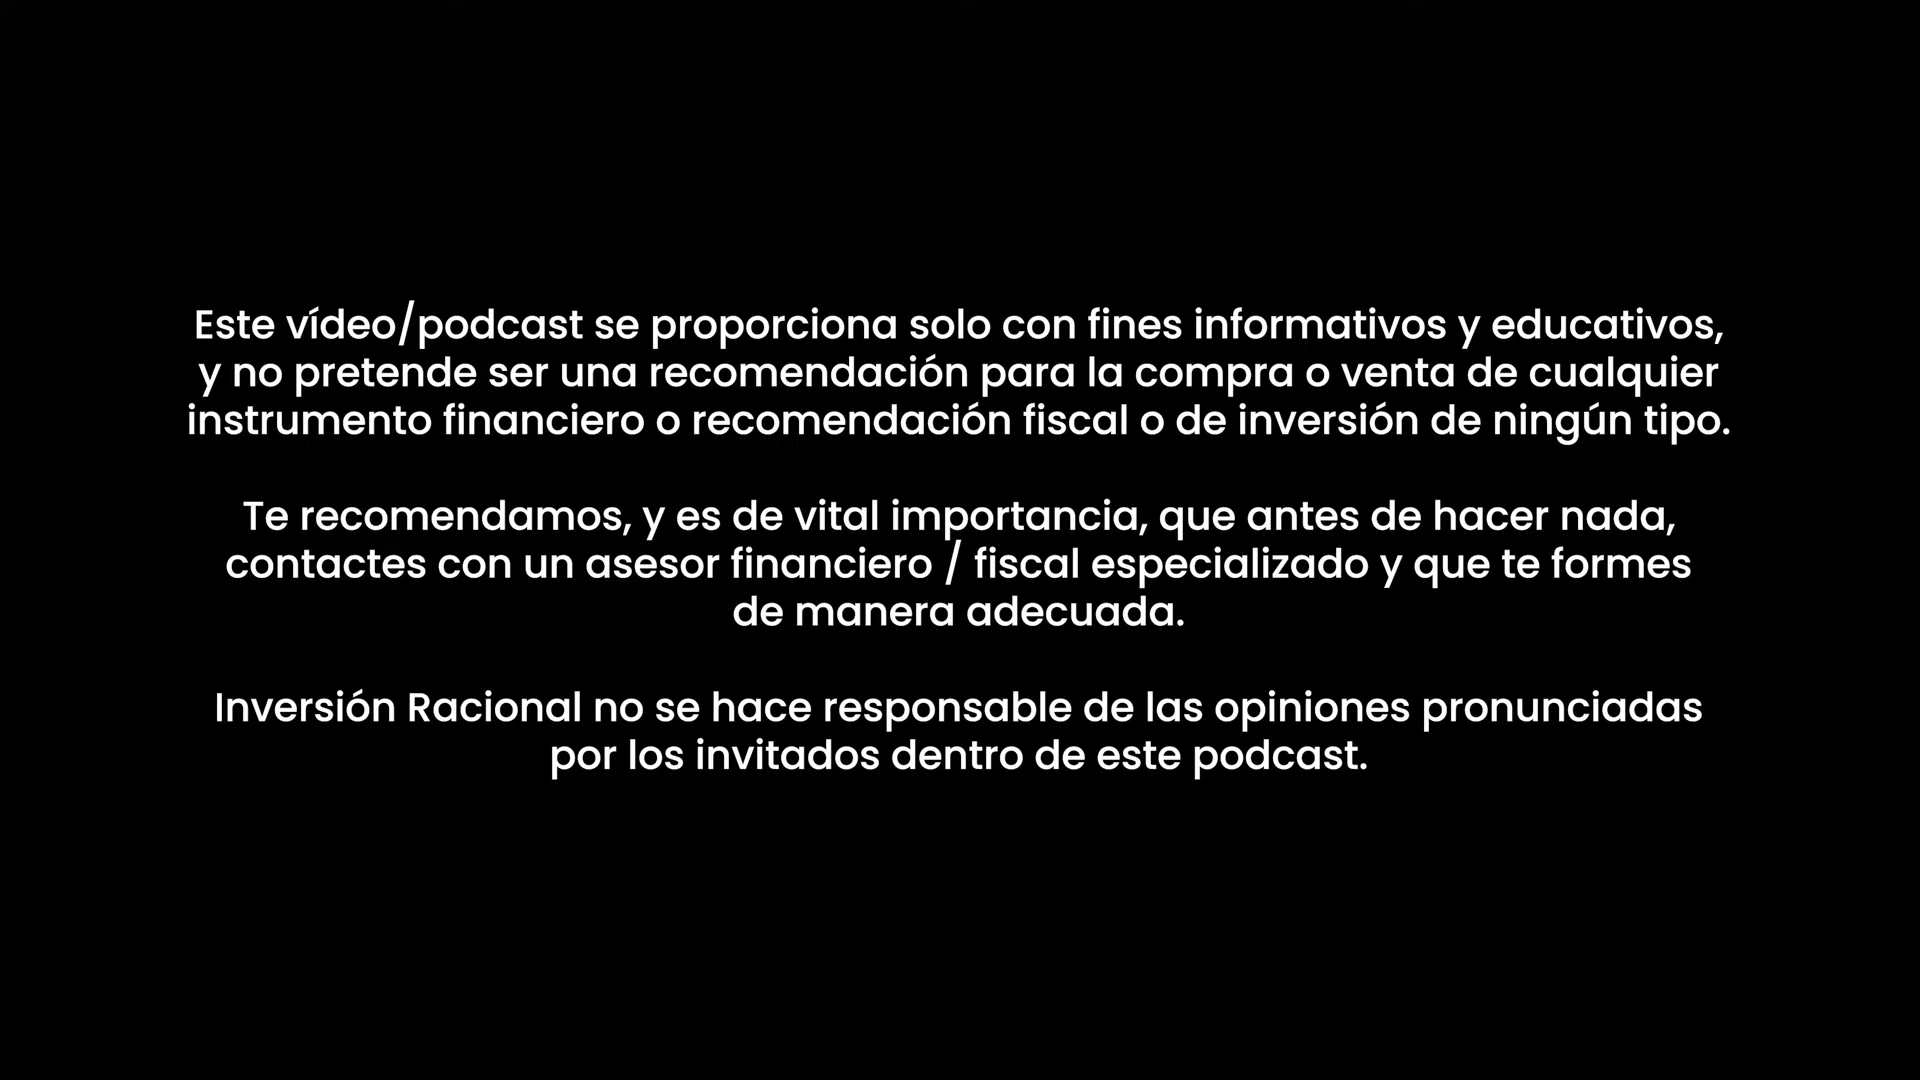 Este vídeo/podcast se proporciona solo con fines informativos y educativos,
y no pretende ser una recomendación para la compra o venta de cualquier
instrumento financiero o recomendación fiscal o de inversión de ningún tipo.
Te recomendamos, y es de vital importancia, que antes de hacer nada,
contactes con un asesor financiero / fiscal especializado y que te formes
de manera adecuada.
Inversión Racional no se hace responsable de las opiniones pronunciadas
por los invitados dentro de este podcast.